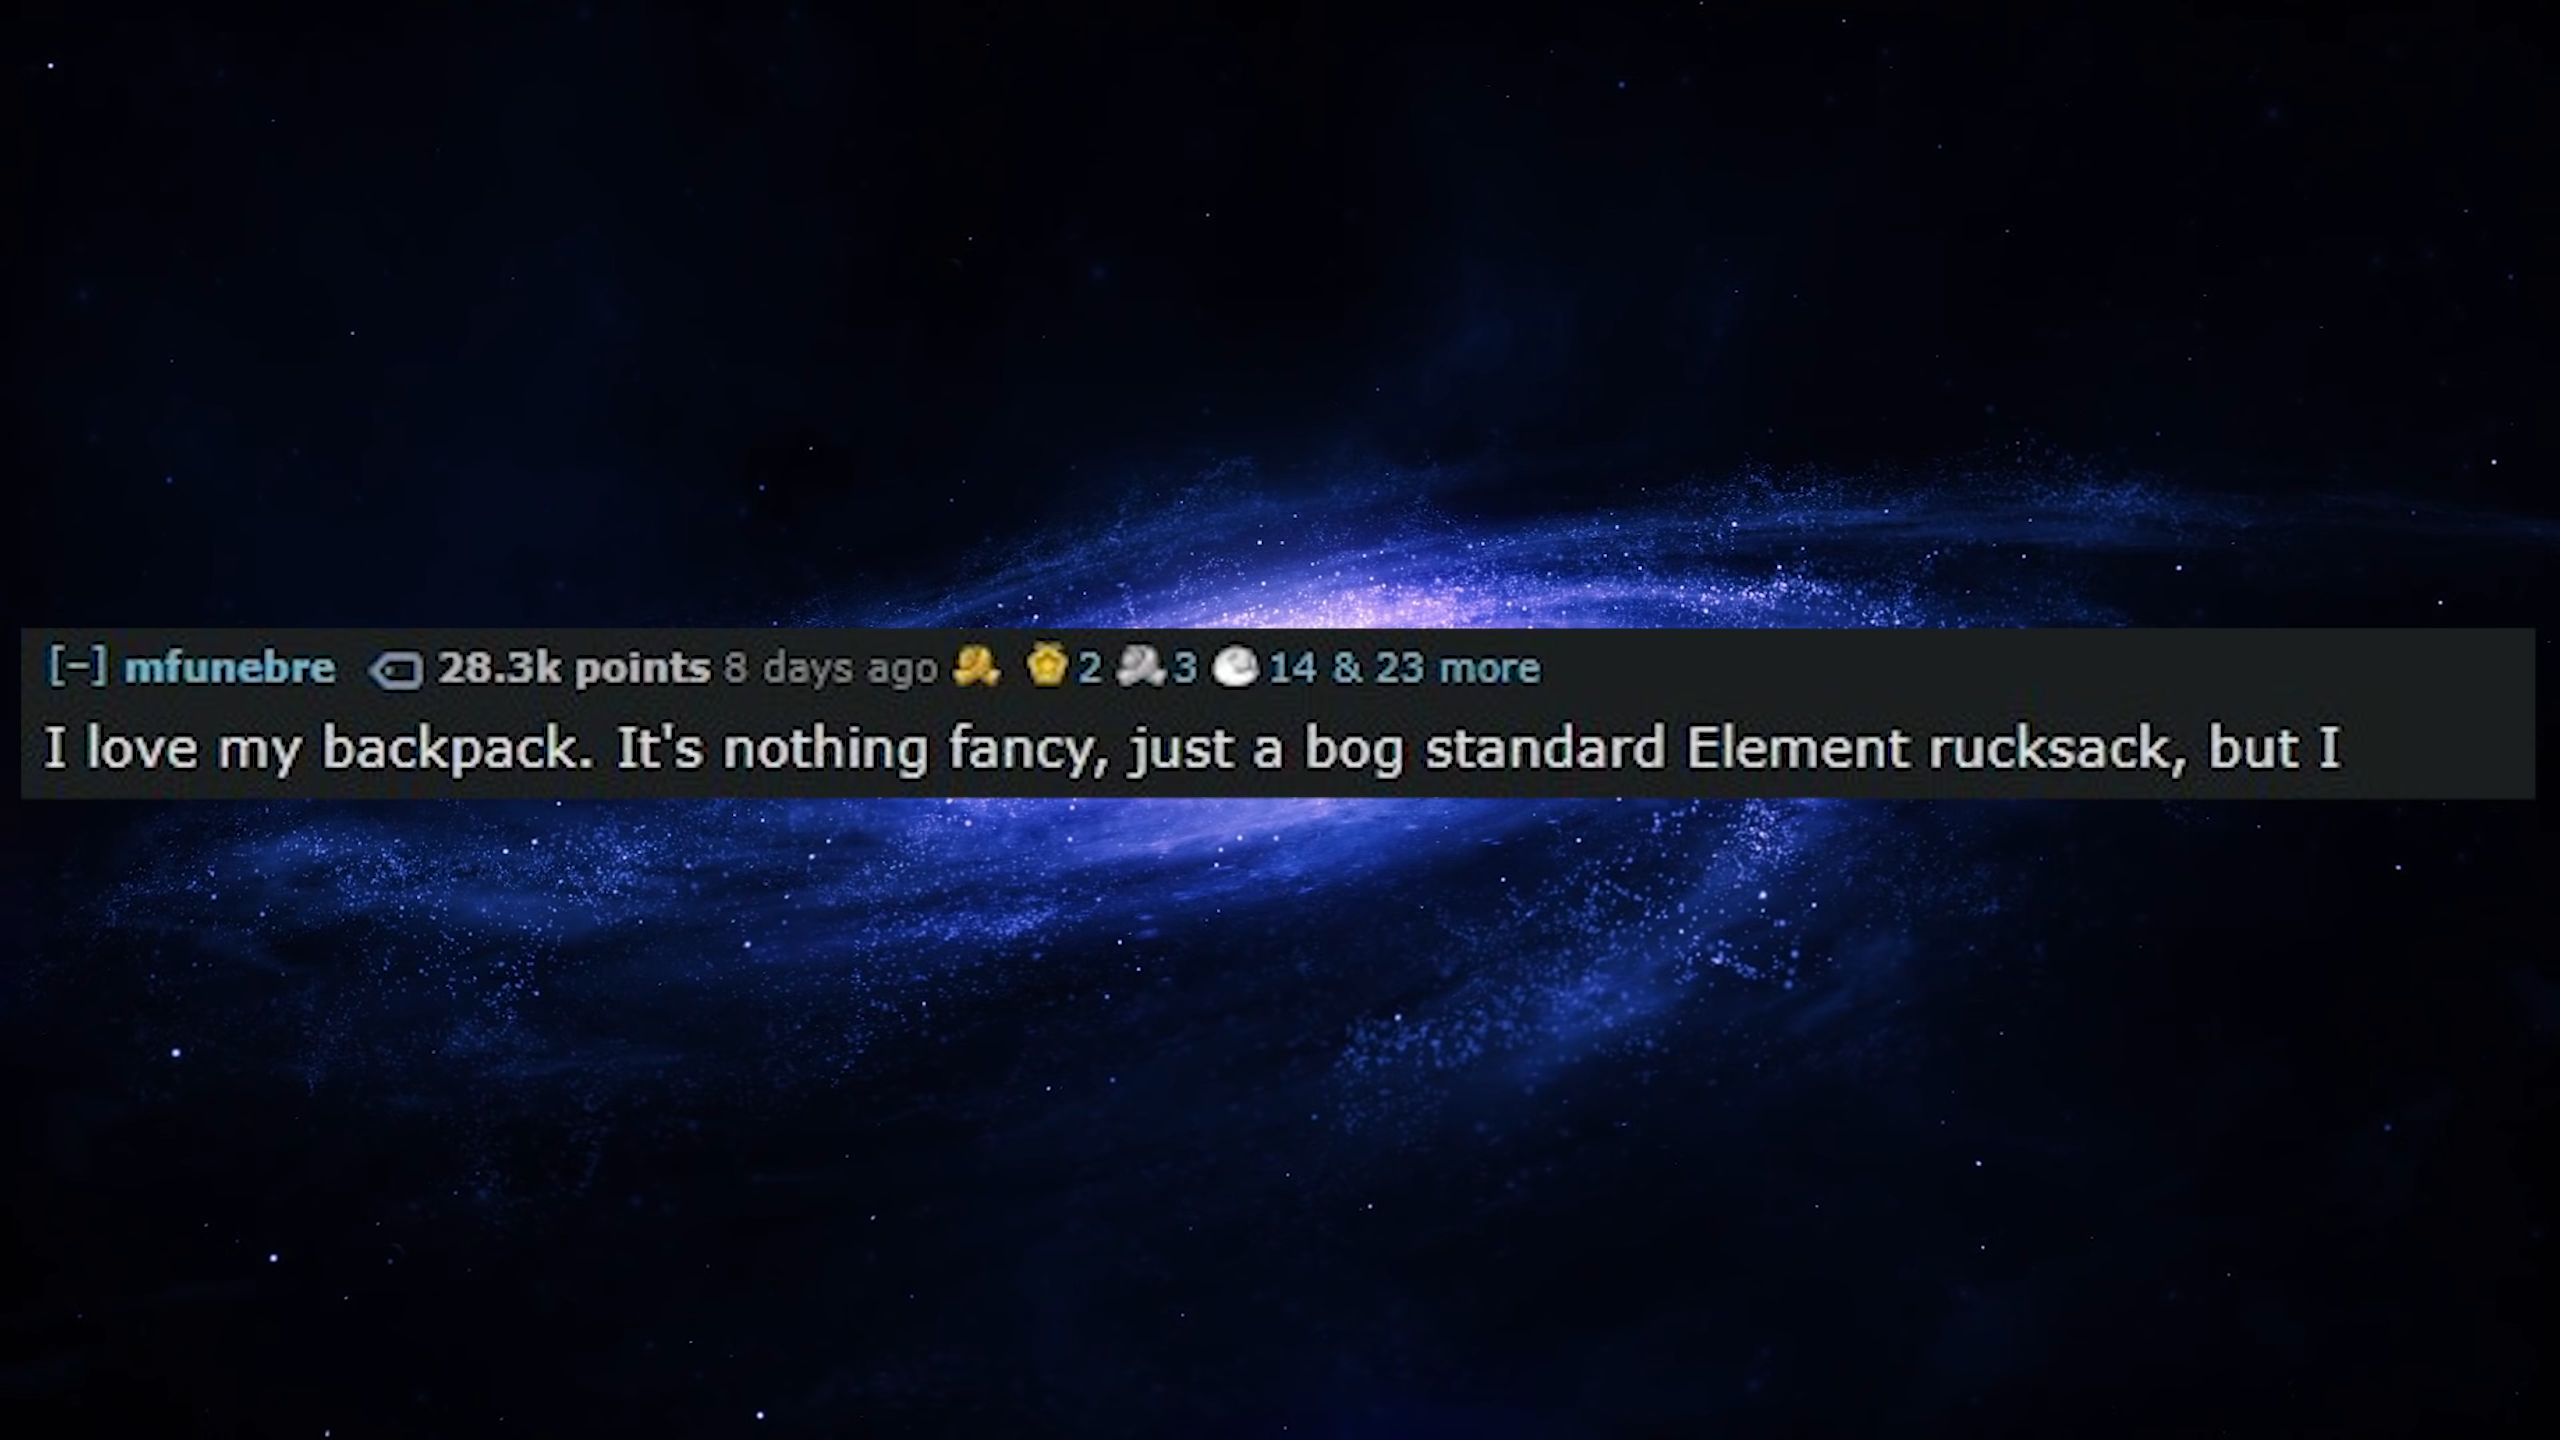 [–] mfunebre 28.3k points 8 days ago 2 3 14 & 23 more
I love my backpack. It's nothing fancy, just a bog standard Element rucksack, but I